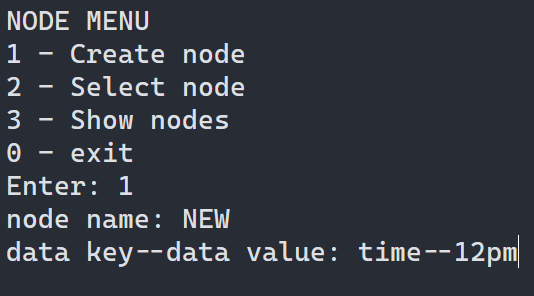 NODE MENU
1 - Create node
2 - Select node
3 - Show nodes
0 - exit
Enter: 1
node name: NEW
data key--data value: time--12pm